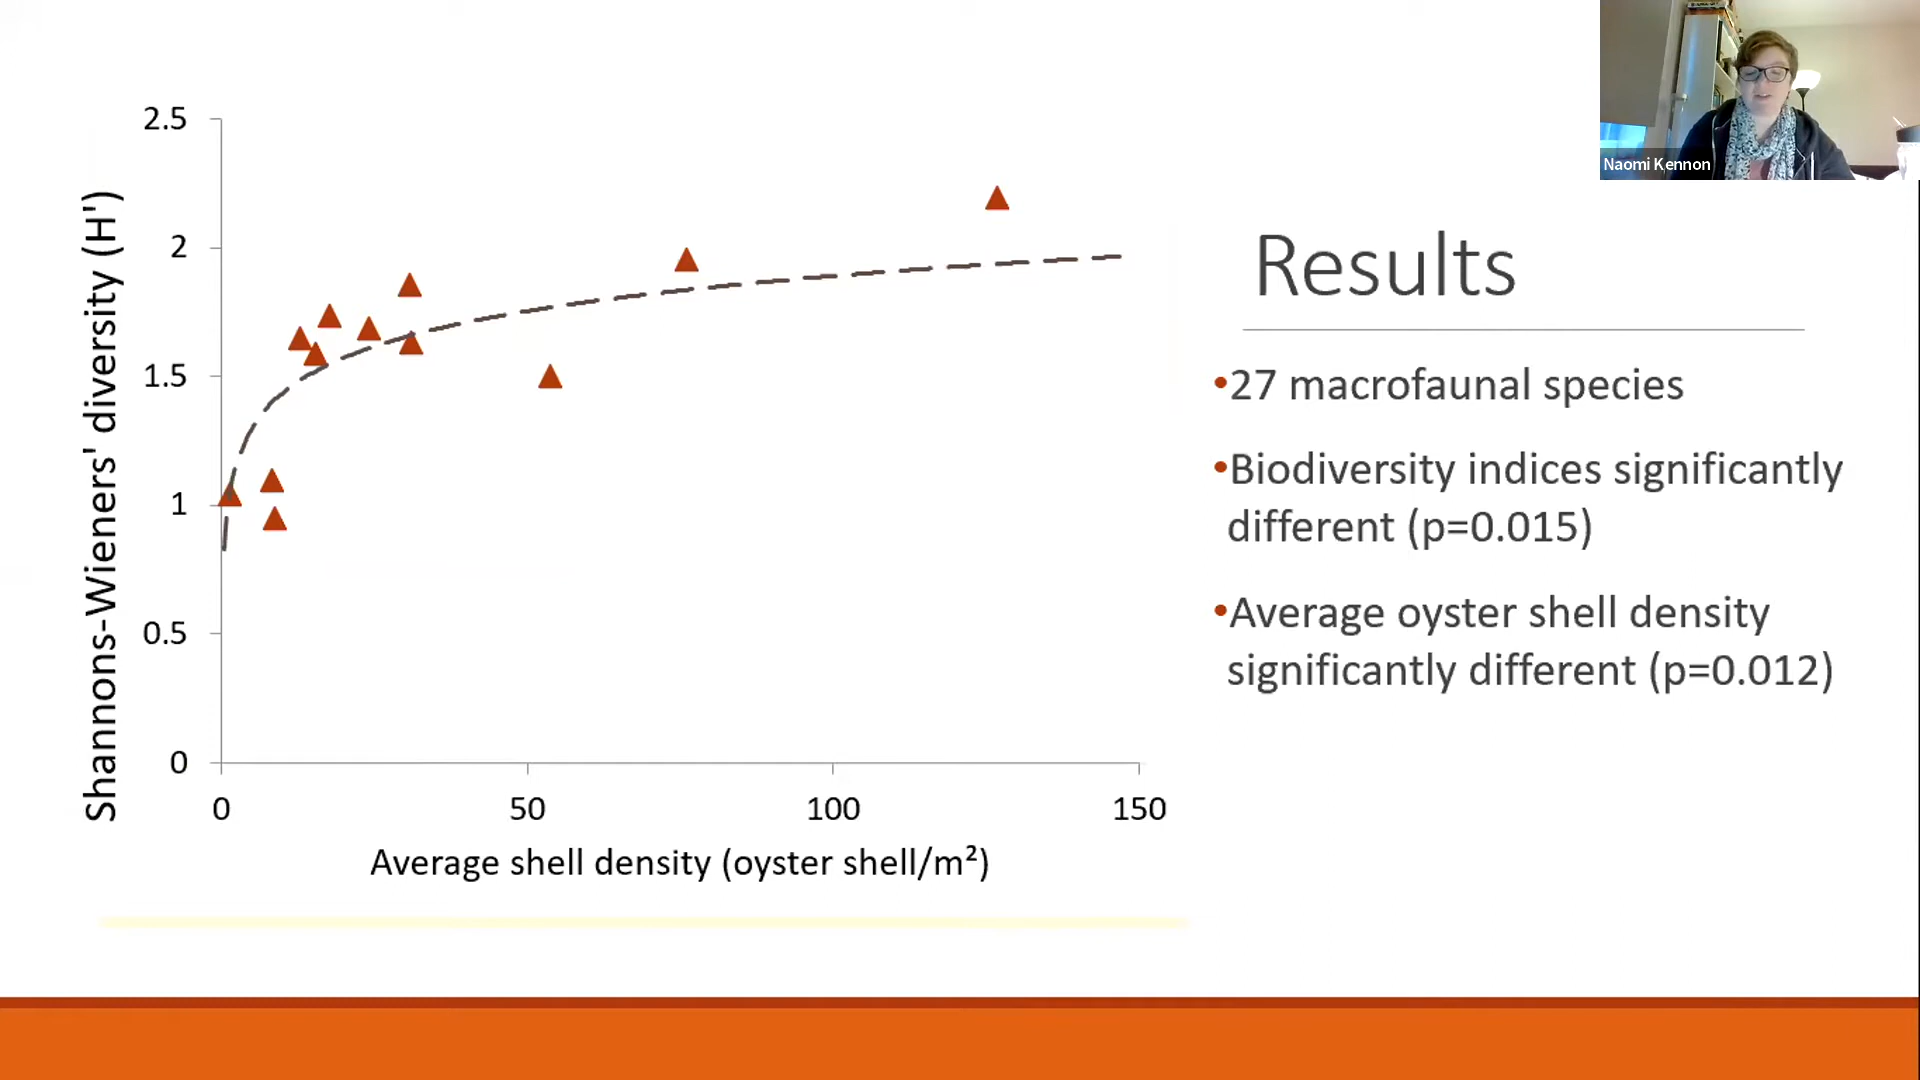 Naomi Kennon
Shannons-Wieners' diversity (H')
2.5
2
1.5
1
0.5
0
0
50
100
150
Average shell density (oyster shell/m²)
Results
•27 macrofaunal species
•Biodiversity indices significantly
different (p=0.015)
•Average oyster shell density
significantly different (p=0.012)